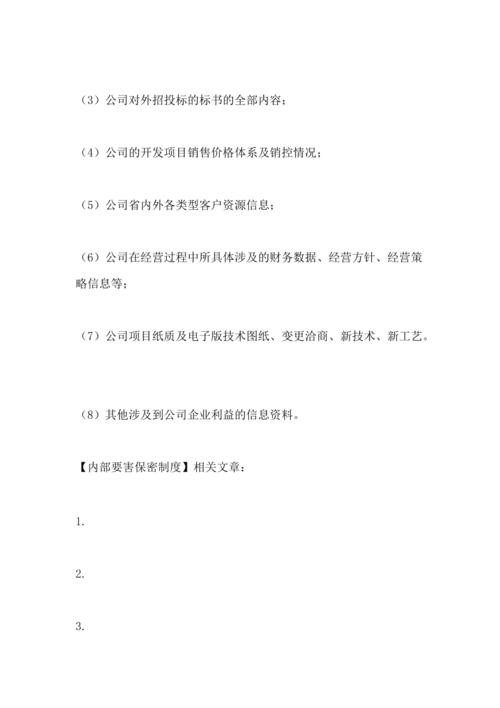 （3）公司对外招投标的标书的全部内容；
（4）公司的开发项目销售价格体系及销控情况；
（5）公司省内外各类型客户资源信息；
（6）公司在经营过程中所具体涉及的财务数据、经营方针、经营策
略信息等；
（7）公司项目纸质及电子版技术图纸、变更洽商、新技术、新工艺。
（8）其他涉及到公司企业利益的信息资料。
【内部要害保密制度】相关文章：
1.
2.
3.